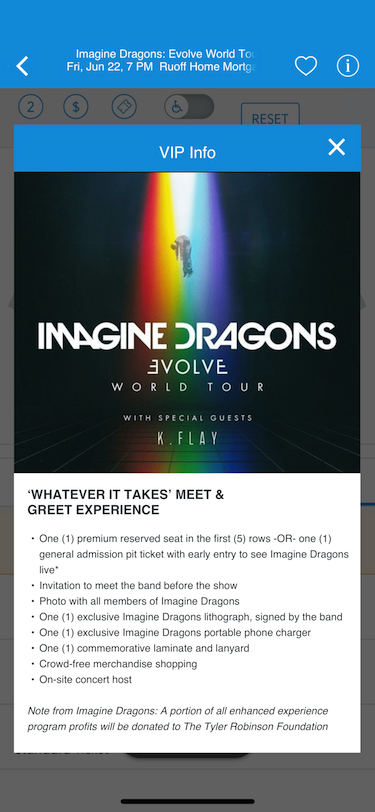 Imagine Dragons: Evolve World To
Fri, Jun 22, 7 PM Ruoff Home Mortg
2
$
RESET
VIP Info
IMAGINE DRAGONS
EVOLVE
WORLD TOUR
WITH SPECIAL GUESTS
K.FLAY
‘WHATEVER IT TAKES’ MEET &
GREET EXPERIENCE
• One (1) premium reserved seat in the first (5) rows -OR- one (1)
general admission pit ticket with early entry to see Imagine Dragons
live*
• Invitation to meet the band before the show
• Photo with all members of Imagine Dragons
• One (1) exclusive Imagine Dragons lithograph, signed by the band
• One (1) exclusive Imagine Dragons portable phone charger
• One (1) commemorative laminate and lanyard
• Crowd-free merchandise shopping
• On-site concert host
Note from Imagine Dragons: A portion of all enhanced experience
program profits will be donated to The Tyler Robinson Foundation